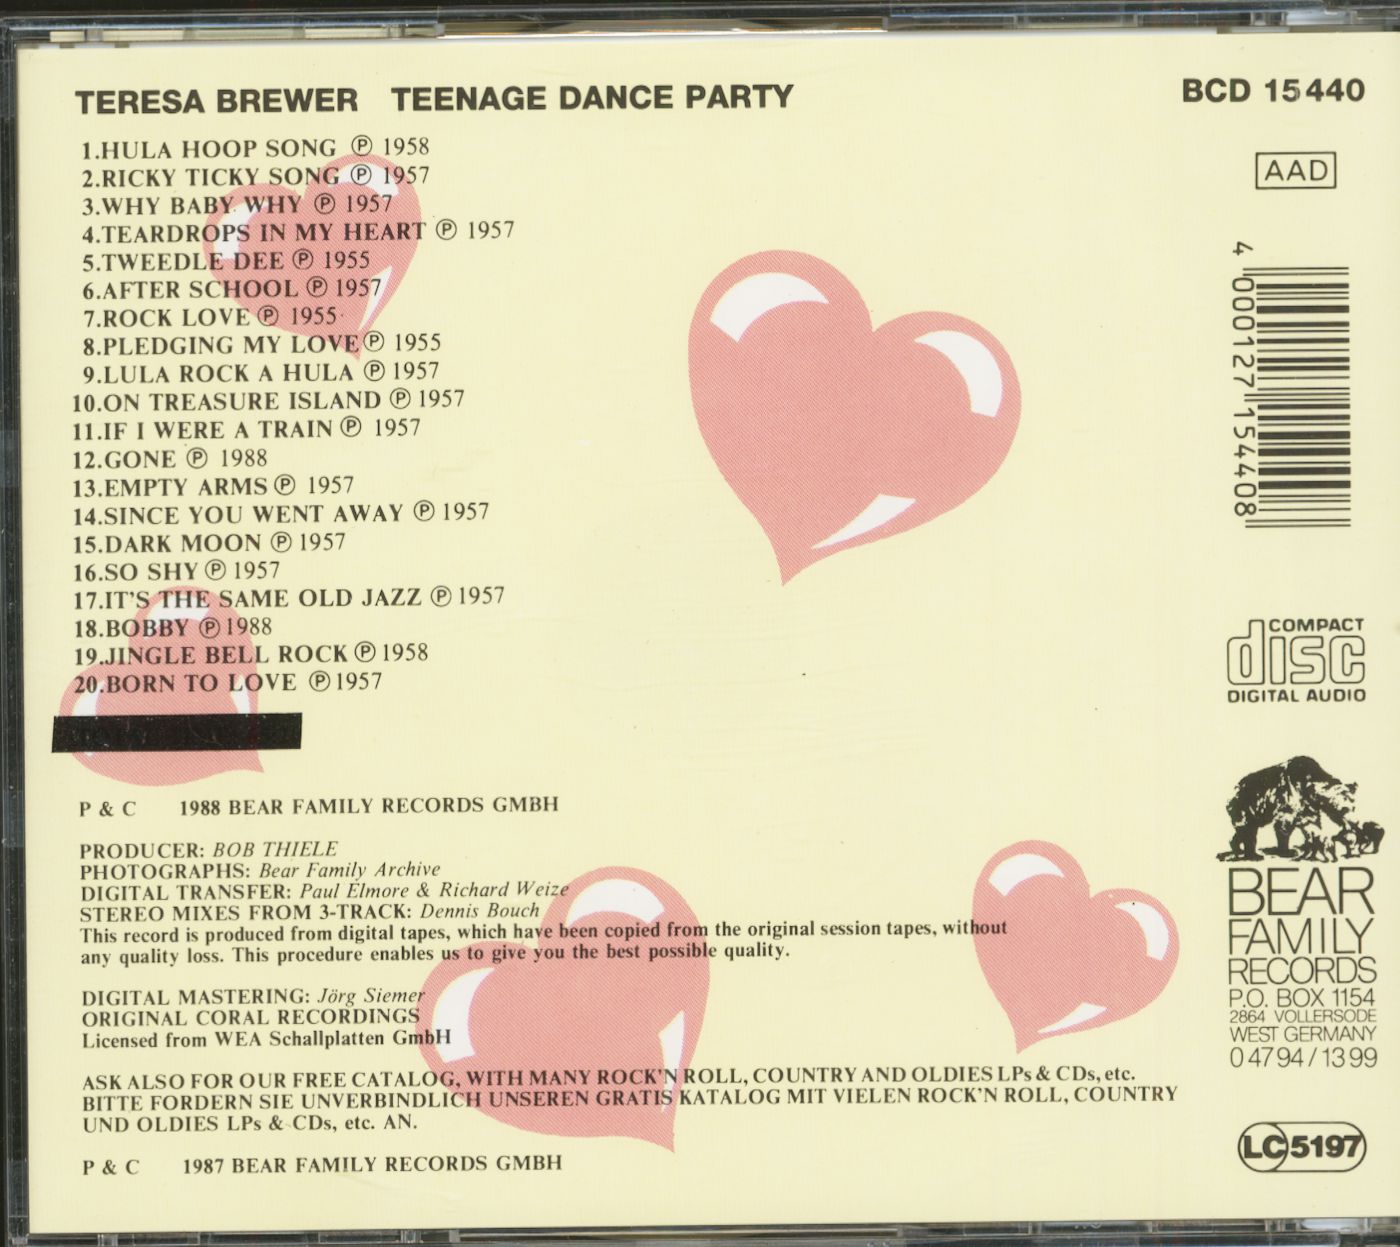 TERESA BREWER TEENAGE DANCE PARTY
BCD 15440
1.HULA HOOP SONG Ⓟ 1958
2.RICKY TICKY SONG Ⓟ 1957
3.WHY BABY WHY Ⓟ 1957
4.TEARDROPS IN MY HEART Ⓟ 1957
5.TWEEDLE DEE Ⓟ 1955
6.AFTER SCHOOL Ⓟ 1957
7.ROCK LOVE Ⓟ 1955
8.PLEDGING MY LOVE Ⓟ 1955
9.LULA ROCK A HULA Ⓟ 1957
10.ON TREASURE ISLAND Ⓟ 1957
11.IF I WERE A TRAIN Ⓟ 1957
12.GONE Ⓟ 1988
13.EMPTY ARMS Ⓟ 1957
14.SINCE YOU WENT AWAY Ⓟ 1957
15.DARK MOON Ⓟ 1957
16.SO SHY Ⓟ 1957
17.IT'S THE SAME OLD JAZZ Ⓟ 1957
18.BOBBY Ⓟ 1988
19.JINGLE BELL ROCK Ⓟ 1958
20.BORN TO LOVE Ⓟ 1957
P & C 1988 BEAR FAMILY RECORDS GMBH
PRODUCER: BOB THIELE
PHOTOGRAPHS: Bear Family Archive
DIGITAL TRANSFER: Paul Elmore & Richard Weize
STEREO MIXES FROM 3-TRACK: Dennis Bouch
This record is produced from digital tapes, which have been copied from the original session tapes, without
any quality loss. This procedure enables us to give you the best possible quality.
DIGITAL MASTERING: Jörg Siemer
ORIGINAL CORAL RECORDINGS
Licensed from WEA Schallplatten GmbH
ASK ALSO FOR OUR FREE CATALOG, WITH MANY ROCK'N ROLL, COUNTRY AND OLDIES LPs & CDs, etc.
BITTE FORDERN SIE UNVERBINDLICH UNSEREN GRATIS KATALOG MIT VIELEN ROCK'N ROLL, COUNTRY
UND OLDIES LPs & CDs, etc. AN.
P & C 1987 BEAR FAMILY RECORDS GMBH
AAD
4 000127 154408
COMPACT
disc
DIGITAL AUDIO
BEAR
FAMILY
RECORDS
P.O. BOX 1154
2864 VOLLERSODE
WEST GERMANY
0 47 94 / 13 99
LC 5197